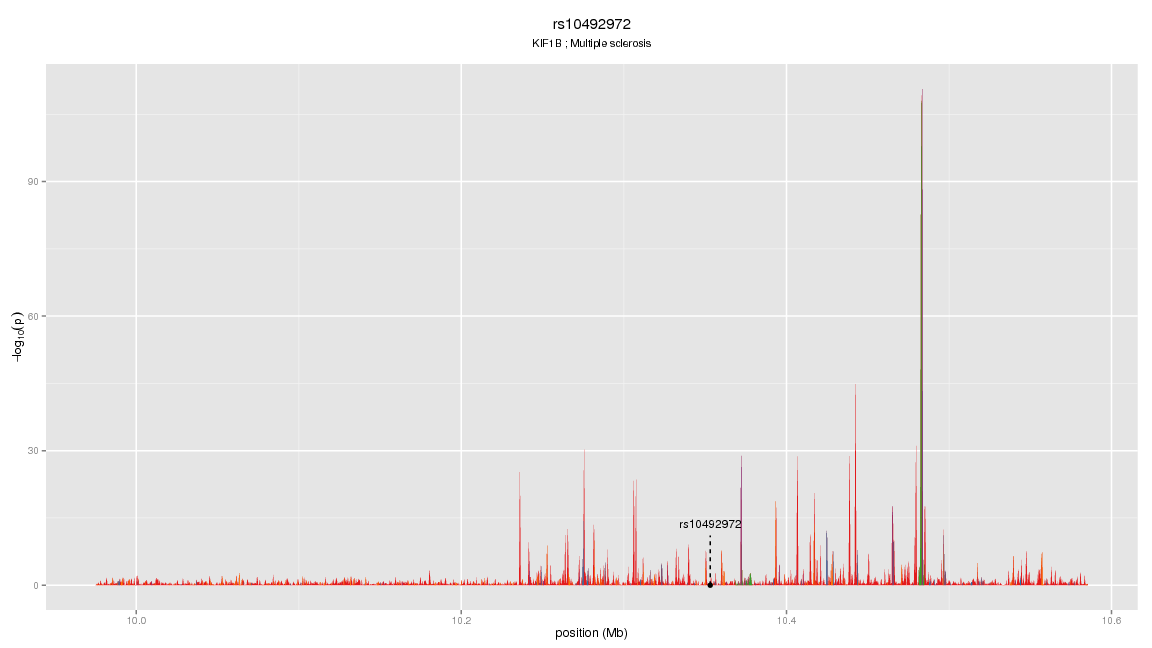 rs10492972
KIF1B ; Multiple sclerosis
90
60
30
0
−log10(p)
rs10492972
10.0
10.2
10.4
10.6
position (Mb)